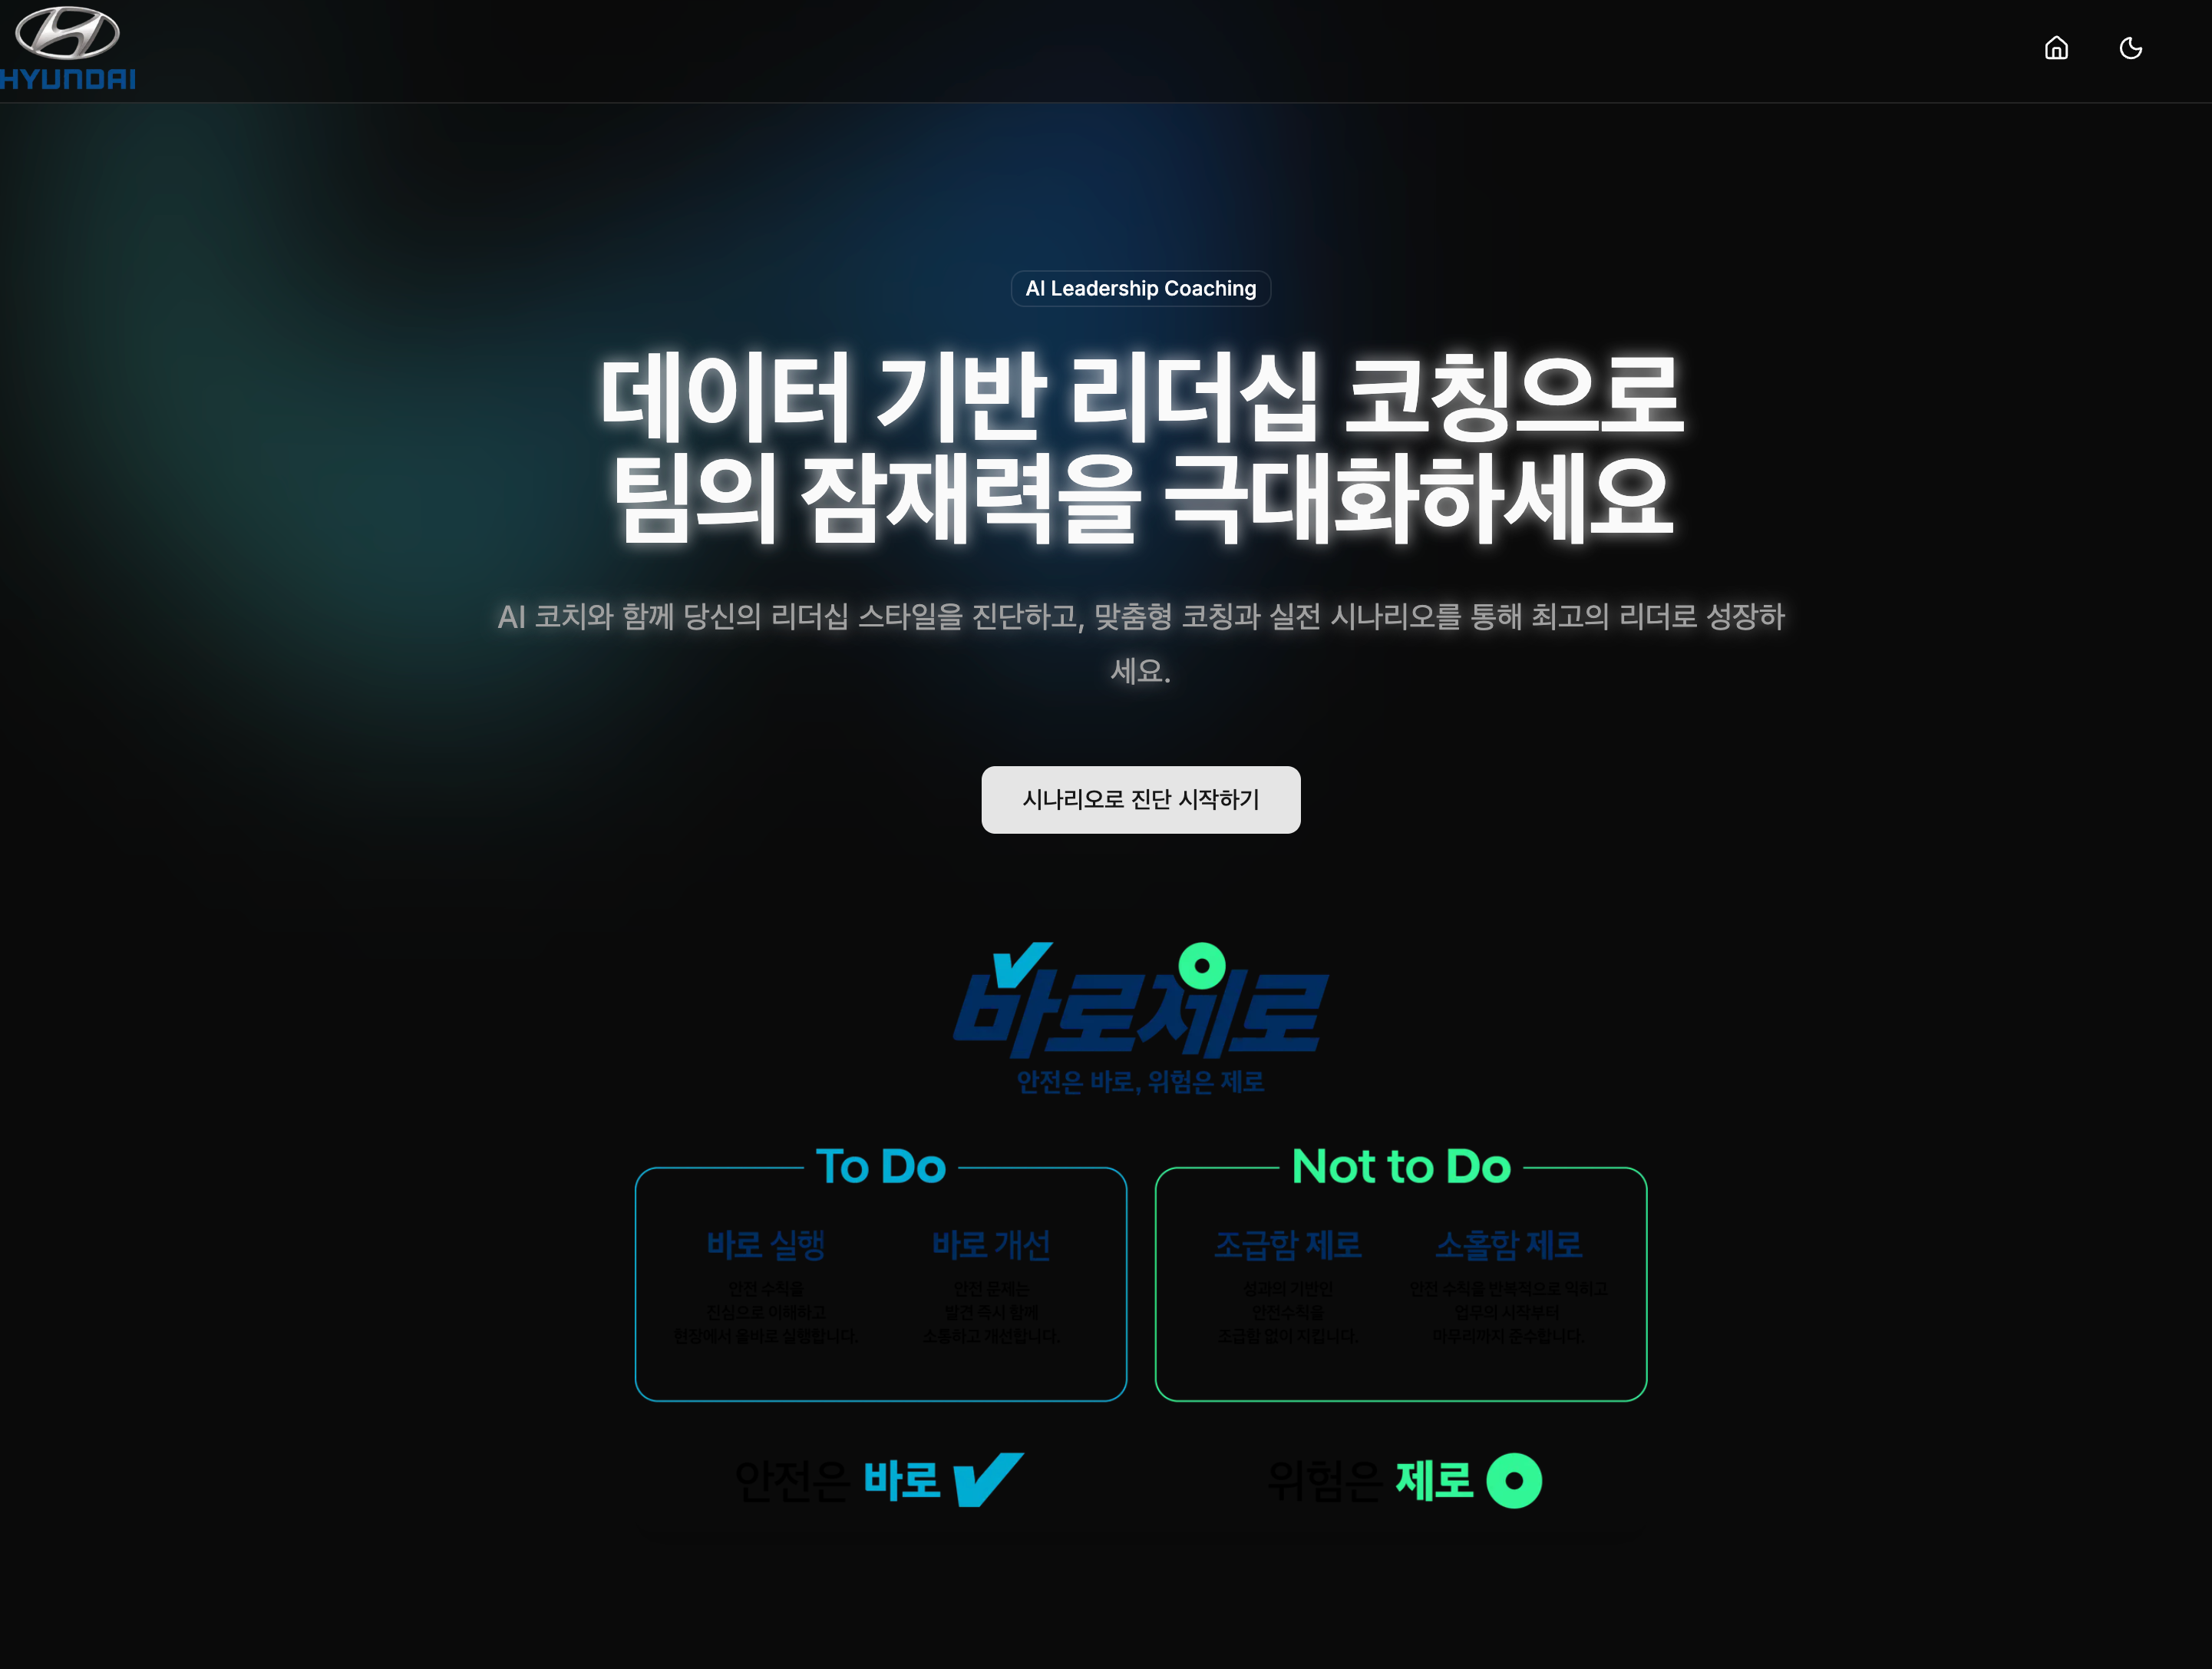 HYUNDAI
AI Leadership Coaching
데이터 기반 리더십 코칭으로
팀의 잠재력을 극대화하세요
AI 코치와 함께 당신의 리더십 스타일을 진단하고, 맞춤형 코칭과 실전 시나리오를 통해 최고의 리더로 성장하
세요.
시나리오로 진단 시작하기
바로제로
안전은 바로, 위험은 제로
To Do
바로 실행
안전 수칙을
진심으로 이해하고
현장에서 올바로 실행합니다.
바로 개선
안전 문제는
발견 즉시 함께
소통하고 개선합니다.
Not to Do
조급함 제로
성과의 기반인
안전수칙을
조급함 없이 지킵니다.
소홀함 제로
안전 수칙을 반복적으로 익히고
업무의 시작부터
마무리까지 준수합니다.
안전은 바로
위험은 제로